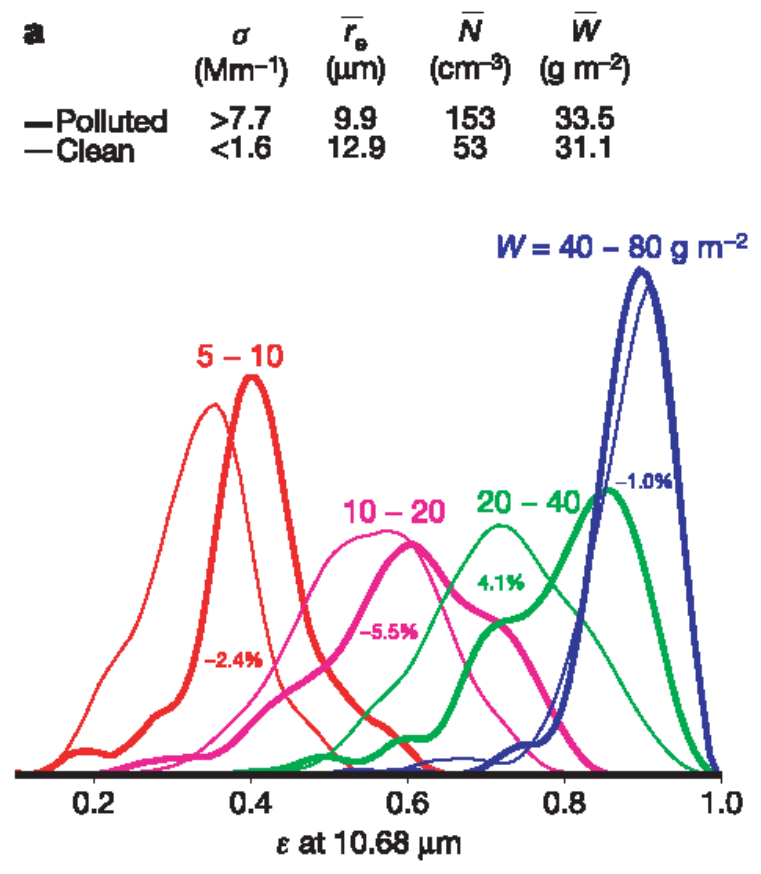 a
σ r̅ₑ N̅ W̅
(Mm⁻¹) (μm) (cm⁻³) (g m⁻²)
Polluted >7.7 9.9 153 33.5
Clean <1.6 12.9 53 31.1
W = 40 – 80 g m⁻²
5 – 10
10 – 20
20 – 40
–1.0%
4.1%
–5.5%
–2.4%
0.2 0.4 0.6 0.8 1.0
ε at 10.68 μm